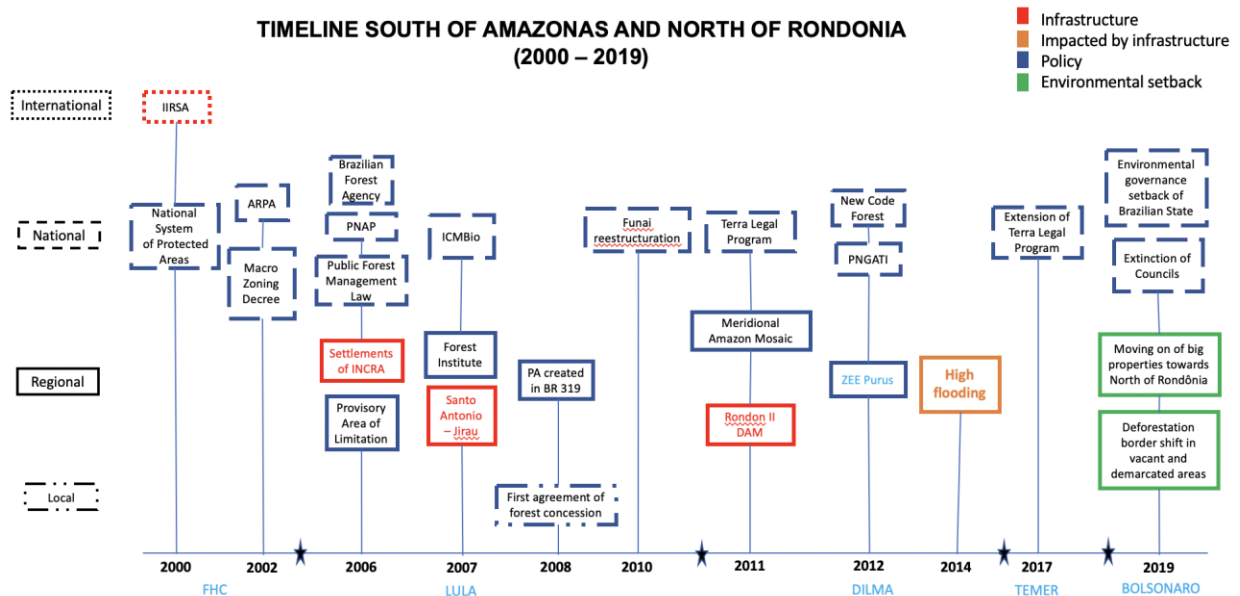 TIMELINE SOUTH OF AMAZONAS AND NORTH OF RONDONIA
(2000 – 2019)
Infrastructure
Impacted by infrastructure
Policy
Environmental setback
International
National
Regional
Local
IIRSA
National
System
of Protected
Areas
ARPA
Macro
Zoning
Decree
Brazilian
Forest
Agency
PNAP
Public Forest
Management
Law
Settlements
of INCRA
Provisory
Area of
Limitation
ICMBio
Forest
Institute
Santo
Antonio
– Jirau
PA created
in BR 319
First agreement of
forest concession
Funai
reestructuration
Terra Legal
Program
Meridional
Amazon Mosaic
Rondon II
DAM
New Code
Forest
PNGATI
ZEE Purus
High
flooding
Extension of
Terra Legal
Program
Environmental
governance
setback of
Brazilian State
Extinction of
Councils
Moving on of big
properties towards
North of Rondônia
Deforestation
border shift in
vacant and
demarcated areas
2000
2002
2006
2007
2008
2010
2011
2012
2014
2017
2019
FHC
LULA
DILMA
TEMER
BOLSONARO